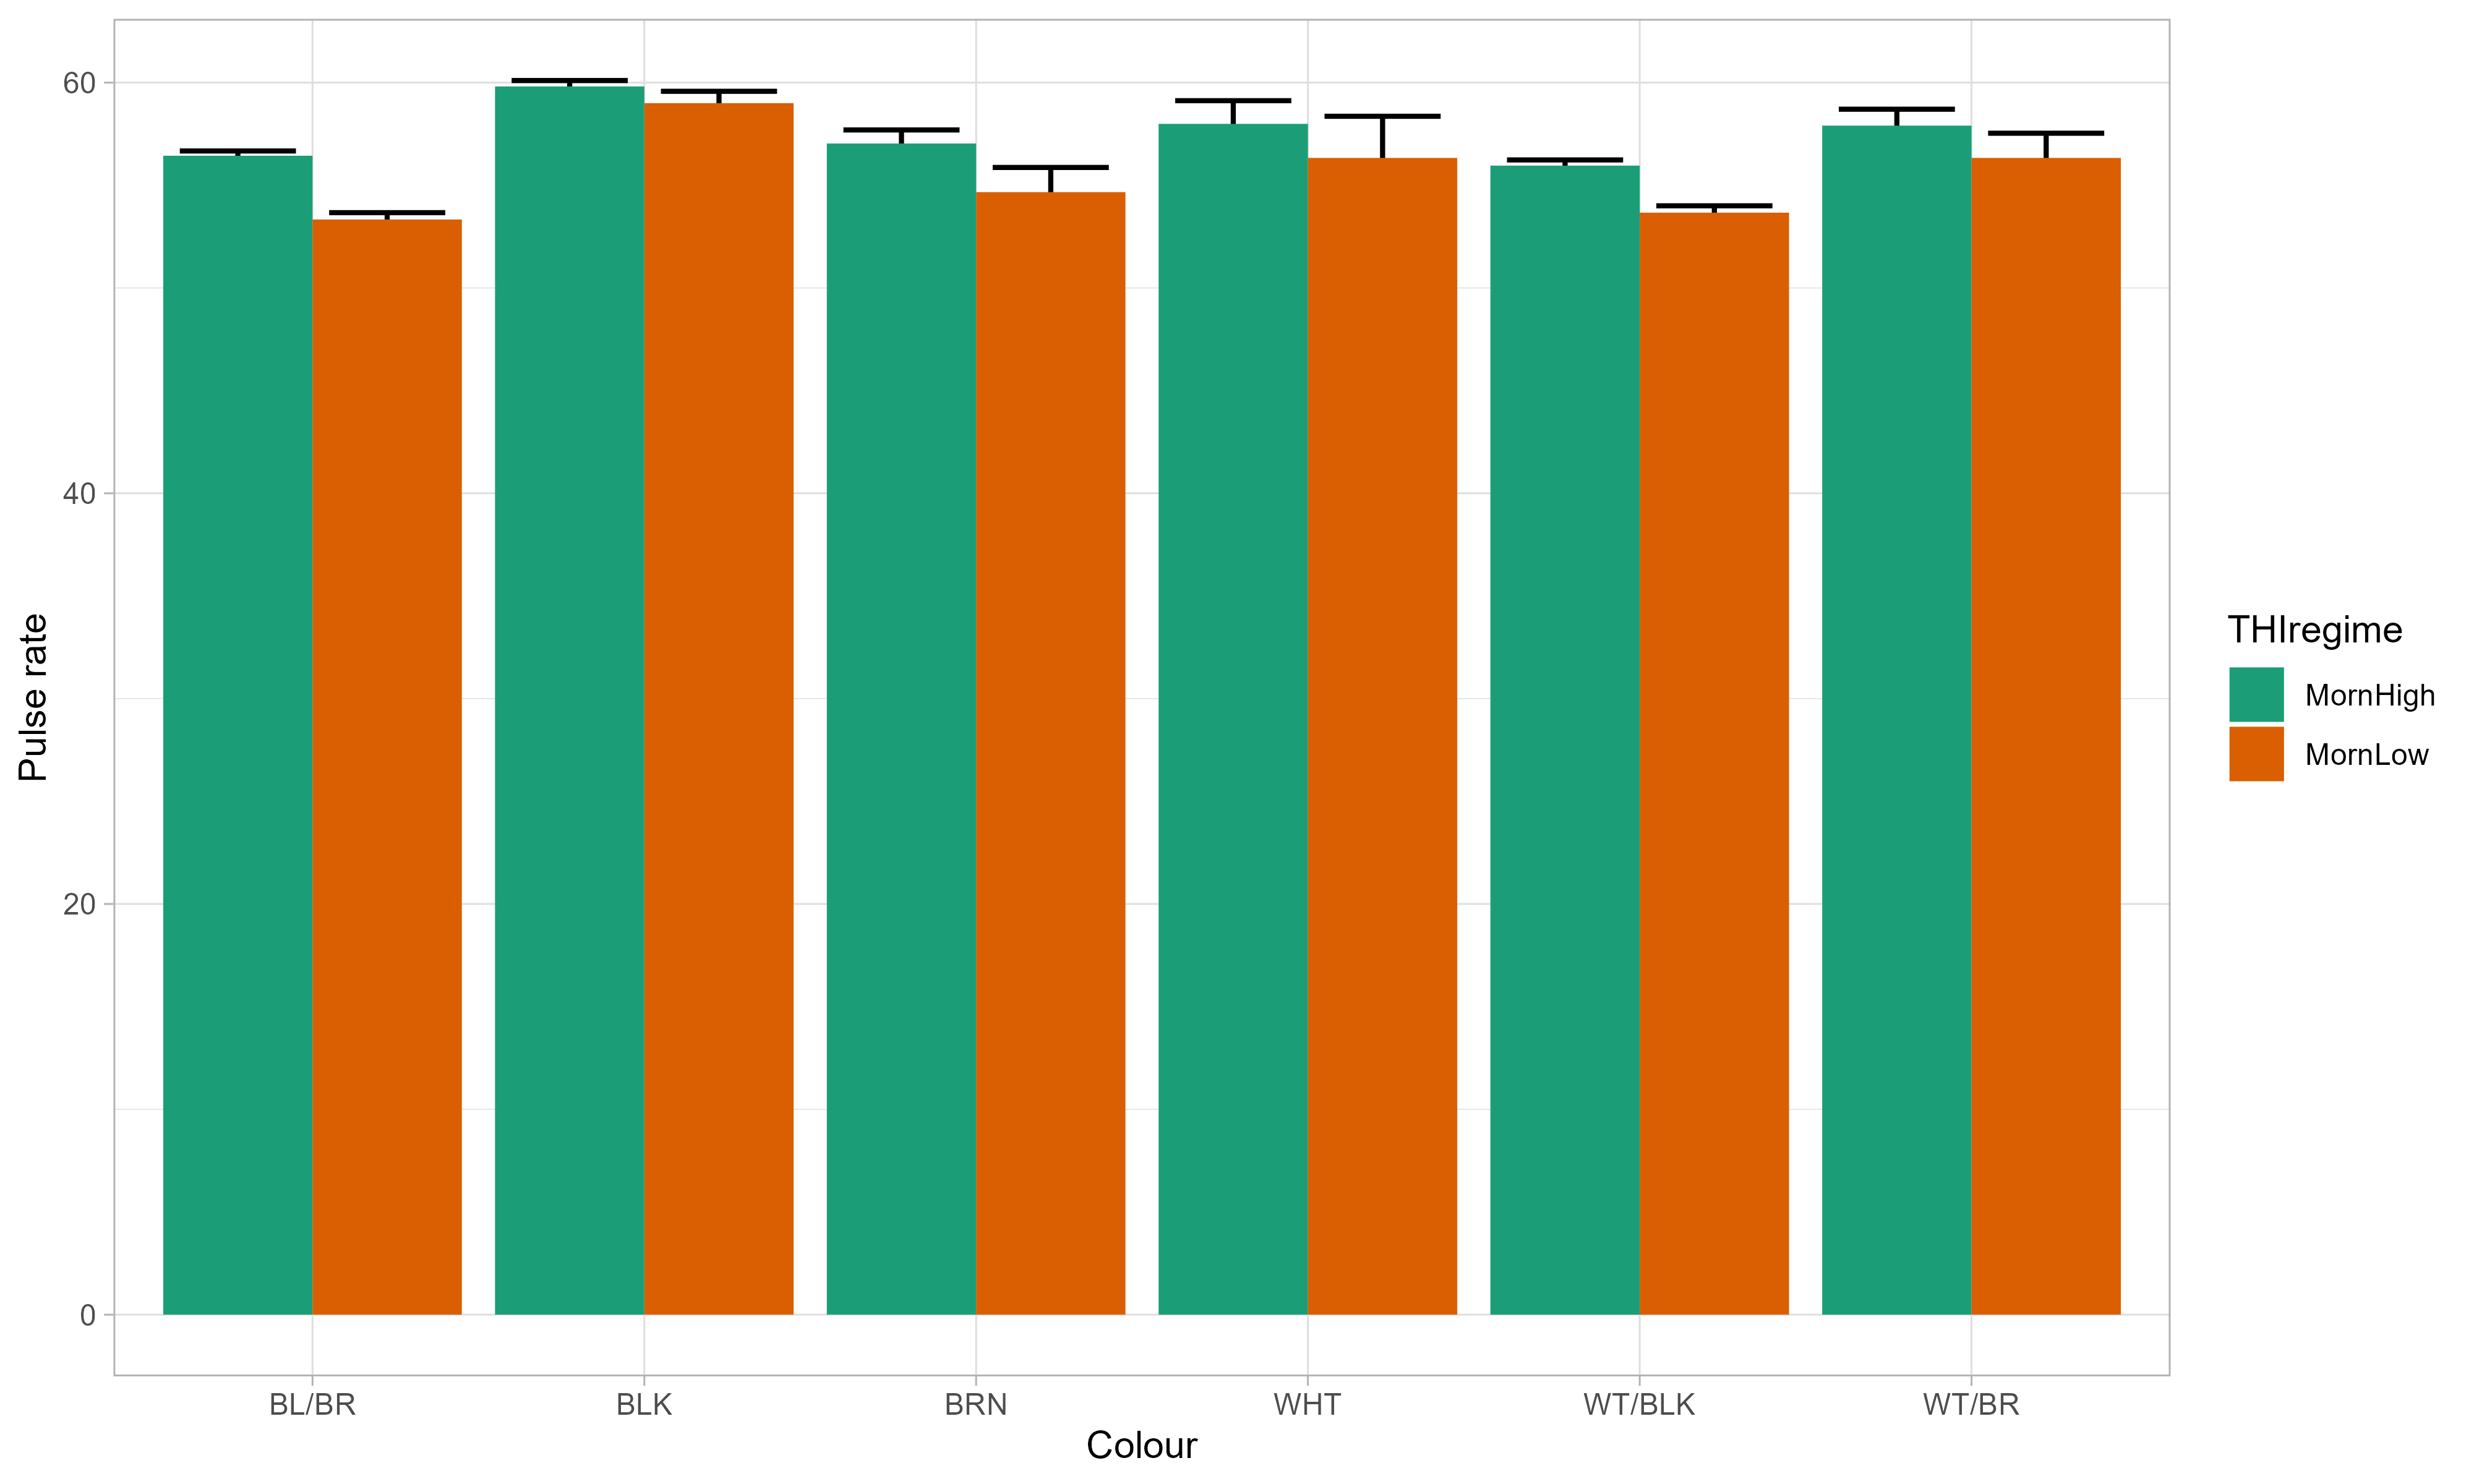 60
40
20
0
Pulse rate
BL/BR BLK BRN WHT WT/BLK WT/BR
Colour
THIregime
MornHigh
MornLow